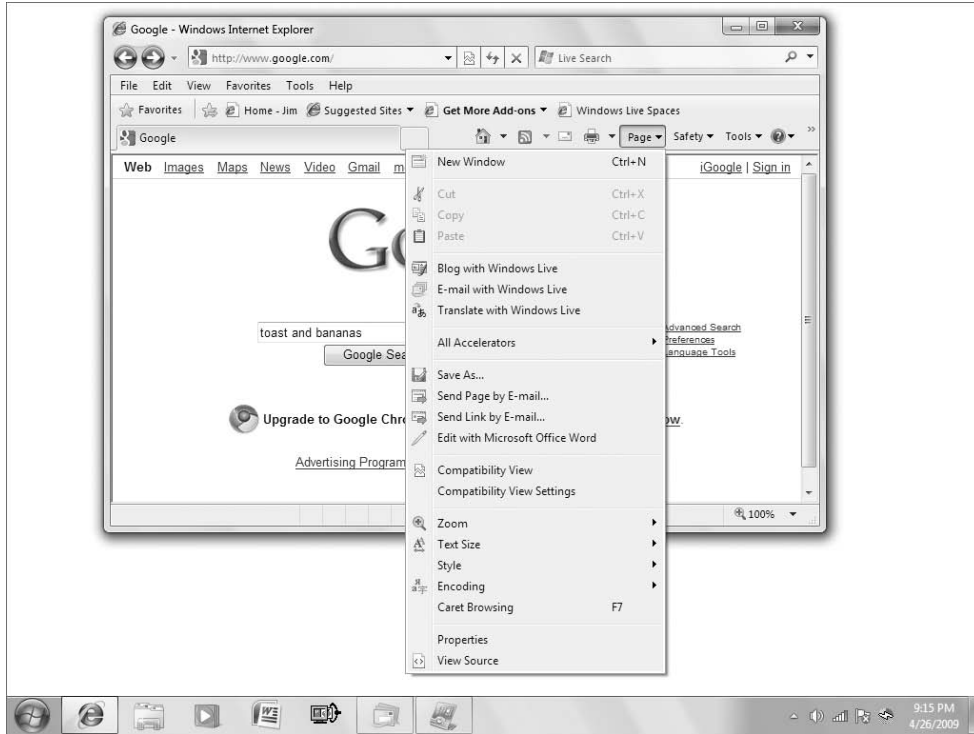 Google - Windows Internet Explorer
http://www.google.com/
Live Search
File Edit View Favorites Tools Help
Favorites Home - Jim Suggested Sites Get More Add-ons Windows Live Spaces
Google Page Safety Tools
Web Images Maps News Video Gmail m iGoogle | Sign in
New Window Ctrl+N
Cut Ctrl+X
Copy Ctrl+C
Paste Ctrl+V
Go
Blog with Windows Live
E-mail with Windows Live
Translate with Windows Live
toast and bananas
Advanced Search
Preferences
Language Tools
Google Sea
All Accelerators
Save As...
Send Page by E-mail...
Send Link by E-mail...
Edit with Microsoft Office Word
Upgrade to Google Chr ow.
Advertising Program
Compatibility View
Compatibility View Settings
100%
Zoom
Text Size
Style
Encoding
Caret Browsing F7
Properties
View Source
9:15 PM
4/26/2009